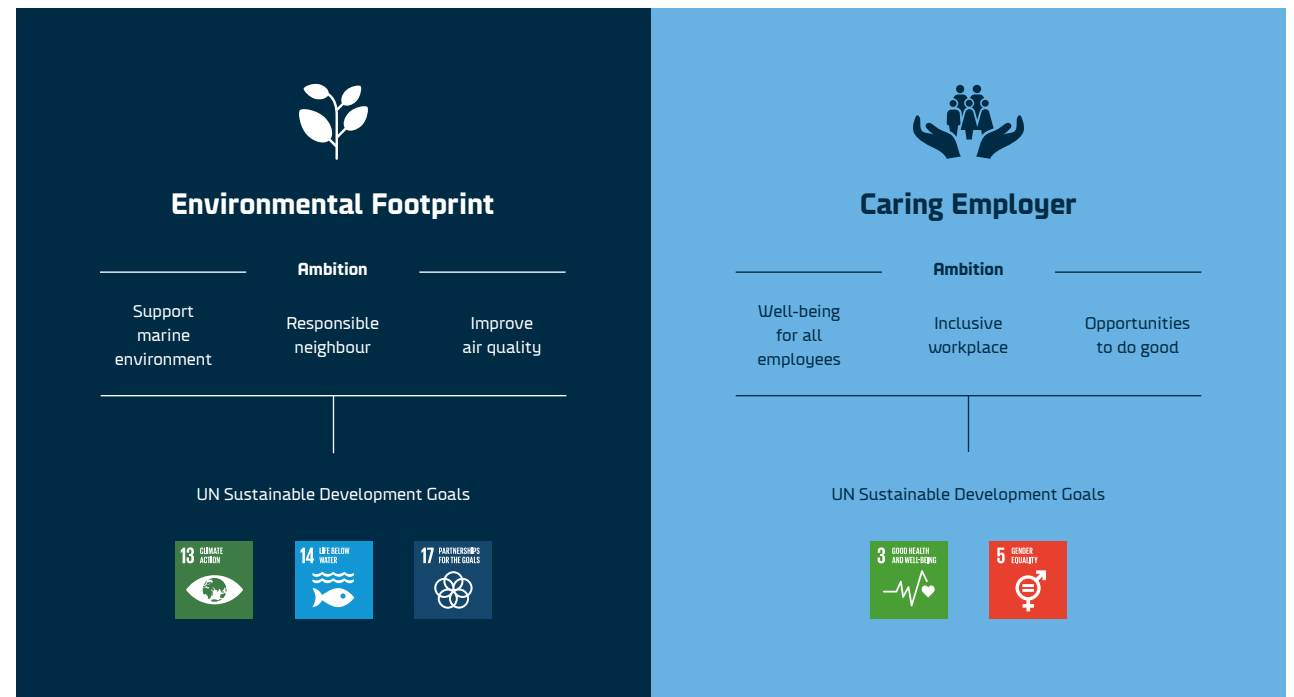 Environmental Footprint
Ambition
Support
marine
environment
Responsible
neighbour
Improve
air quality
UN Sustainable Development Goals
13 CLIMATE
ACTION
14 LIFE BELOW
WATER
17 PARTNERSHIPS
FOR THE GOALS
Caring Employer
Ambition
Well-being
for all
employees
Inclusive
workplace
Opportunities
to do good
UN Sustainable Development Goals
3 GOOD HEALTH
AND WELL-BEING
5 GENDER
EQUALITY